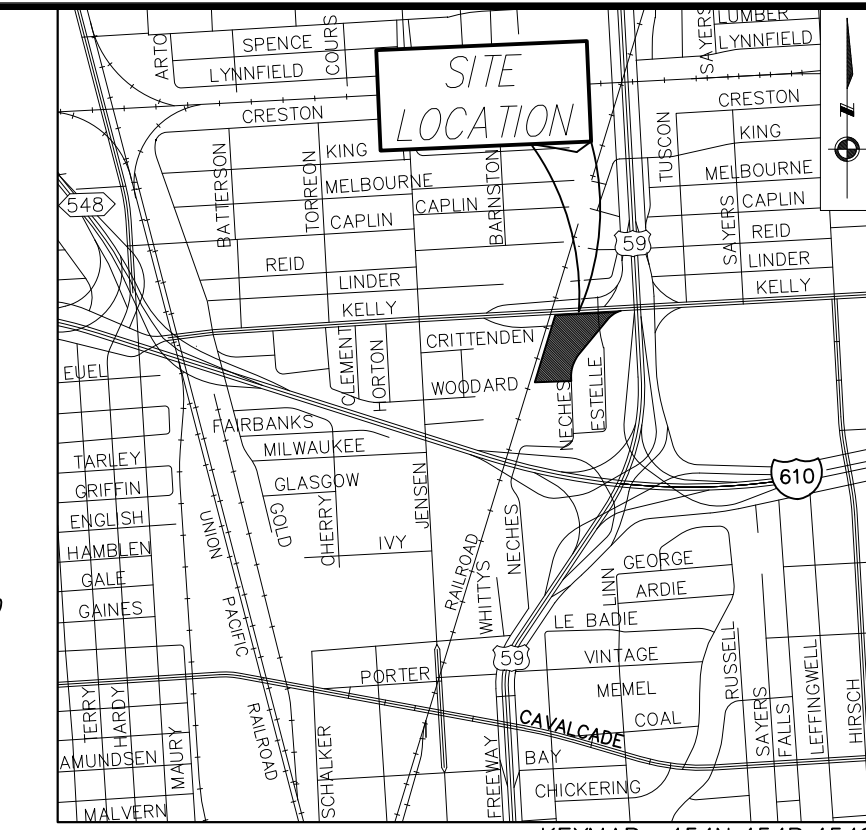 ARTO
SPENCE
COURS
LYNNFIELD
CRESTON
SITE
LOCATION
SAYERS
LUMBER
LYNNFIELD
CRESTON
TUSCON
KING
MELBOURNE
SAYERS
CAPLIN
REID
LINDER
KELLY
BATTERSON
TORREON
KING
MELBOURNE
CAPLIN
CAPLIN
BARNSTON
REID
LINDER
KELLY
548
59
CRITTENDEN
CLEMENT
HORTON
WOODARD
NECHES
ESTELLE
EUEL
FAIRBANKS
MILWAUKEE
GLASGOW
GOLD
CHERRY
JENSEN
IVY
610
TARLEY
GRIFFIN
ENGLISH
HAMBLEN
GALE
GAINES
UNION
PACIFIC
RAILROAD
RAILROAD
WHITTYS
NECHES
LINN
GEORGE
ARDIE
LE BADIE
59
VINTAGE
MEMEL
COAL
RUSSELL
SAYERS
FALLS
LEFFINGWELL
HIRSCH
PORTER
CAVALCADE
TERRY
HARDY
MAURY
AMUNDSEN
MALVERN
SCHALKER
FREEWAY
BAY
CHICKERING